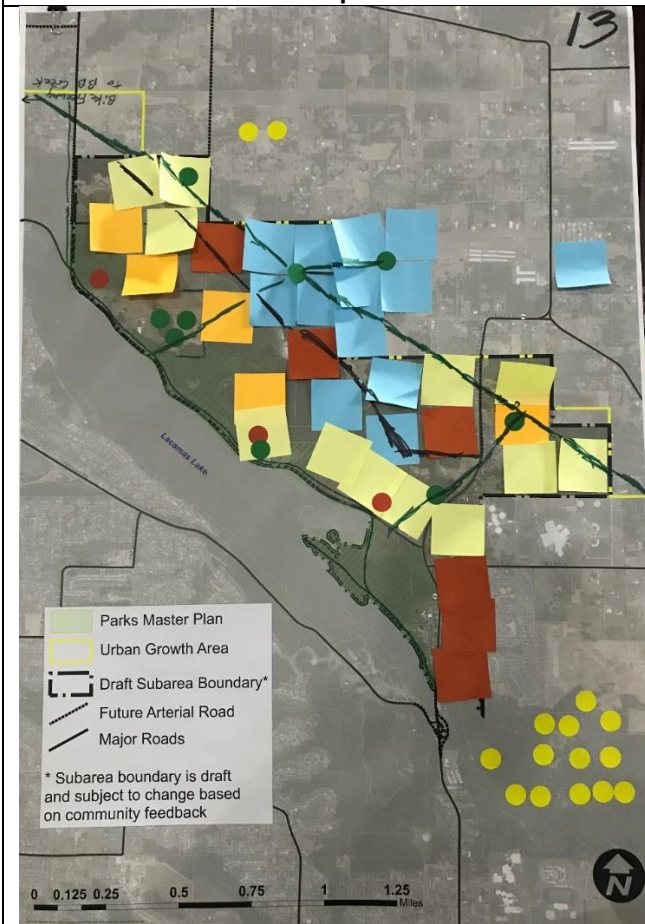 13
Bike Freeway
to BG Creek
Lacamas Lake
Parks Master Plan
Urban Growth Area
Draft Subarea Boundary*
Future Arterial Road
Major Roads
* Subarea boundary is draft
and subject to change based
on community feedback
0 0.125 0.25 0.5 0.75 1 1.25
Miles
N